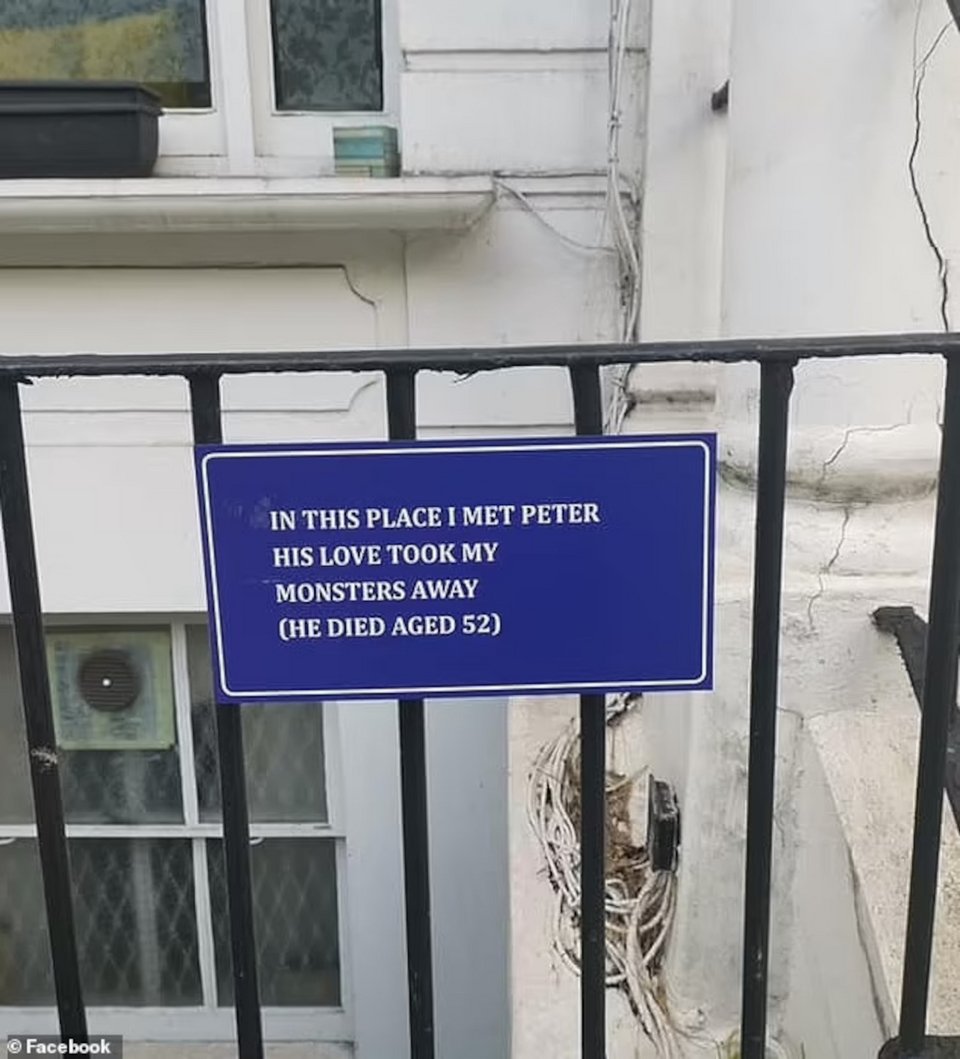 IN THIS PLACE I MET PETER
HIS LOVE TOOK MY
MONSTERS AWAY
(HE DIED AGED 52)
© Facebook